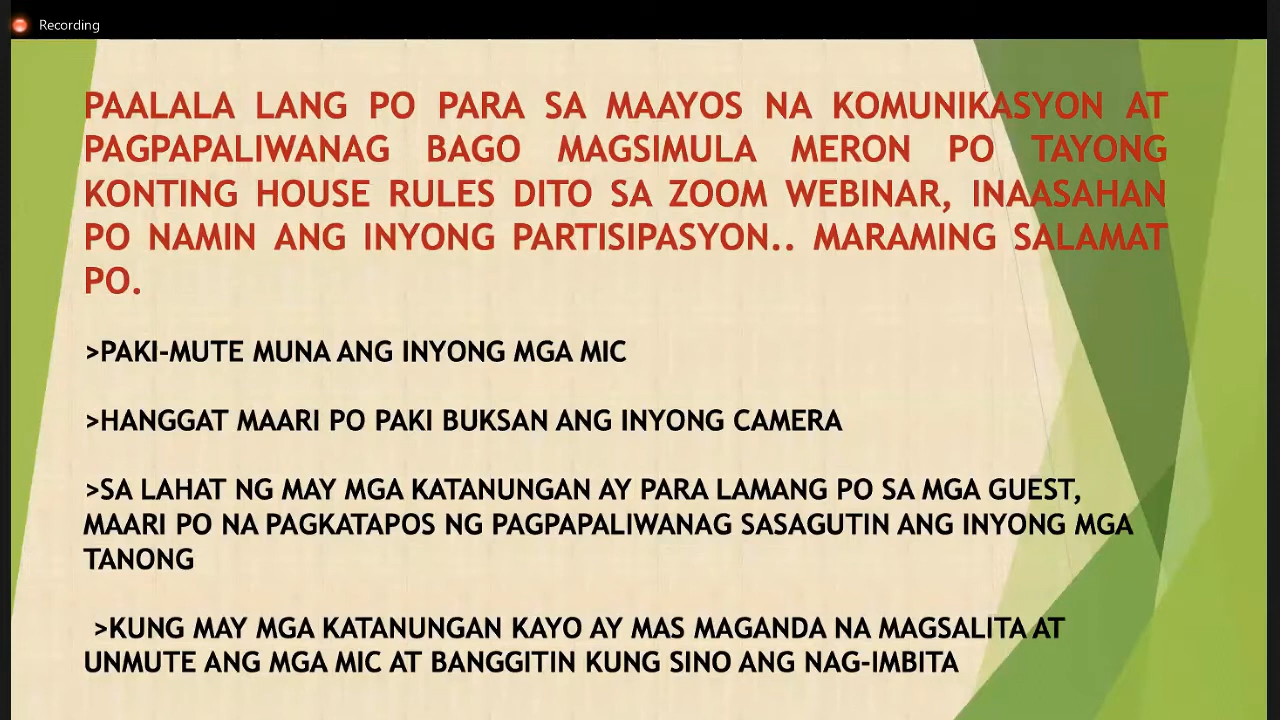 Recording
PAALALA LANG PO PARA SA MAAYOS NA KOMUNIKASYON AT
PAGPAPALIWANAG BAGO MAGSIMULA MERON PO TAYONG
KONTING HOUSE RULES DITO SA ZOOM WEBINAR, INAASAHAN
PO NAMIN ANG INYONG PARTISIPASYON.. MARAMING SALAMAT
PO.
>PAKI-MUTE MUNA ANG INYONG MGA MIC
>HANGGAT MAARI PO PAKI BUKSAN ANG INYONG CAMERA
>SA LAHAT NG MAY MGA KATANUNGAN AY PARA LAMANG PO SA MGA GUEST,
MAARI PO NA PAGKATAPOS NG PAGPAPALIWANAG SASAGUTIN ANG INYONG MGA
TANONG
>KUNG MAY MGA KATANUNGAN KAYO AY MAS MAGANDA NA MAGSALITA AT
UNMUTE ANG MGA MIC AT BANGGITIN KUNG SINO ANG NAG-IMBITA